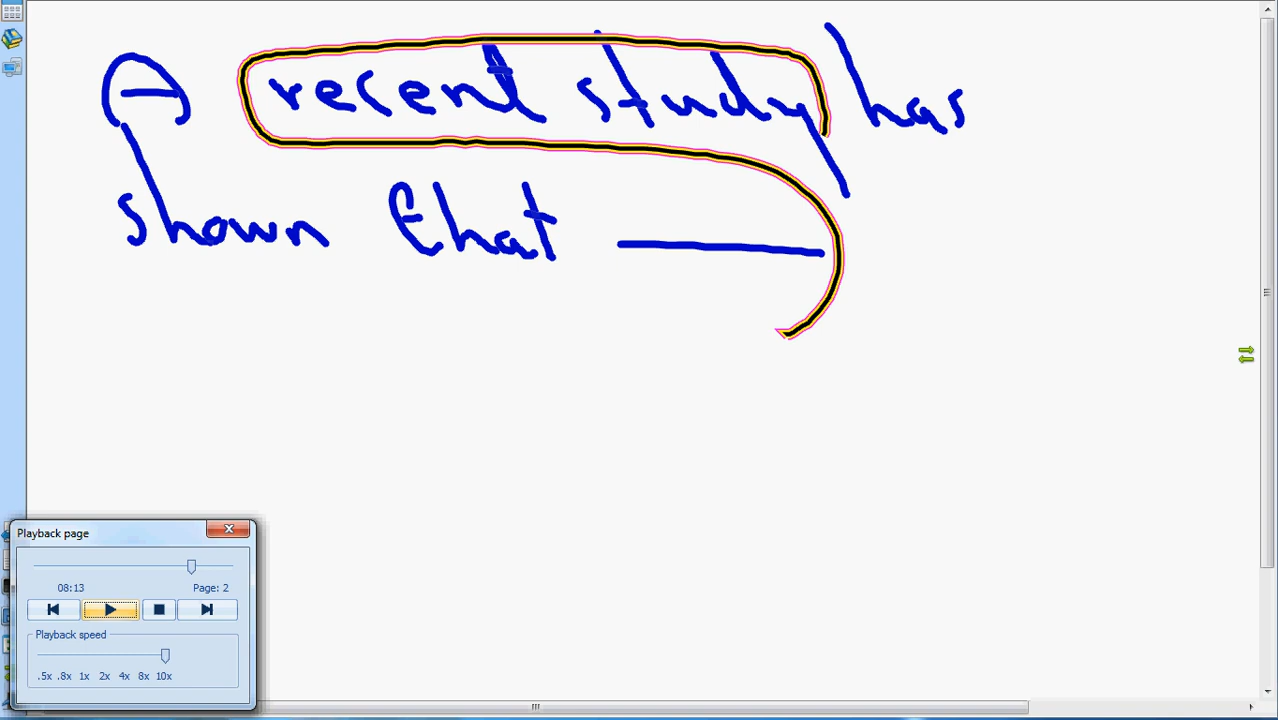 A recent study has
shown that ______
Playback page
08:13 Page: 2
Playback speed
.5x .8x 1x 2x 4x 8x 10x